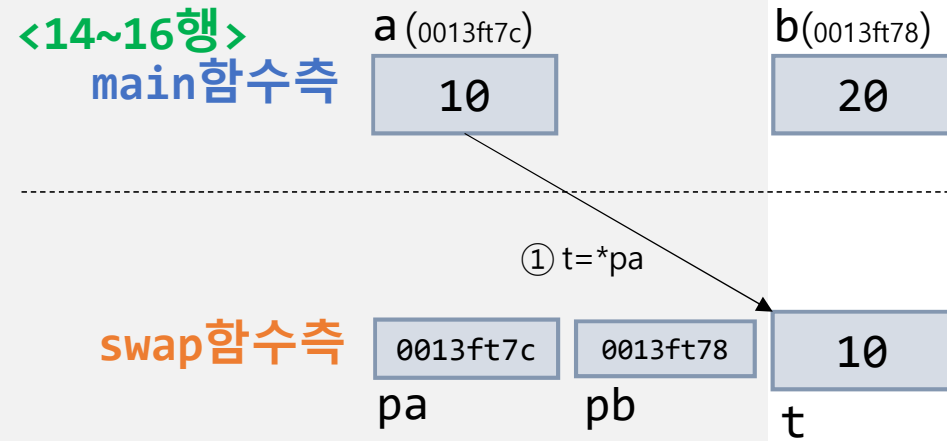 <14~16행>
main함수측
a (0013ft7c)
b(0013ft78)
10
20
① t=*pa
swap함수측
0013ft7c
0013ft78
10
pa
pb
t